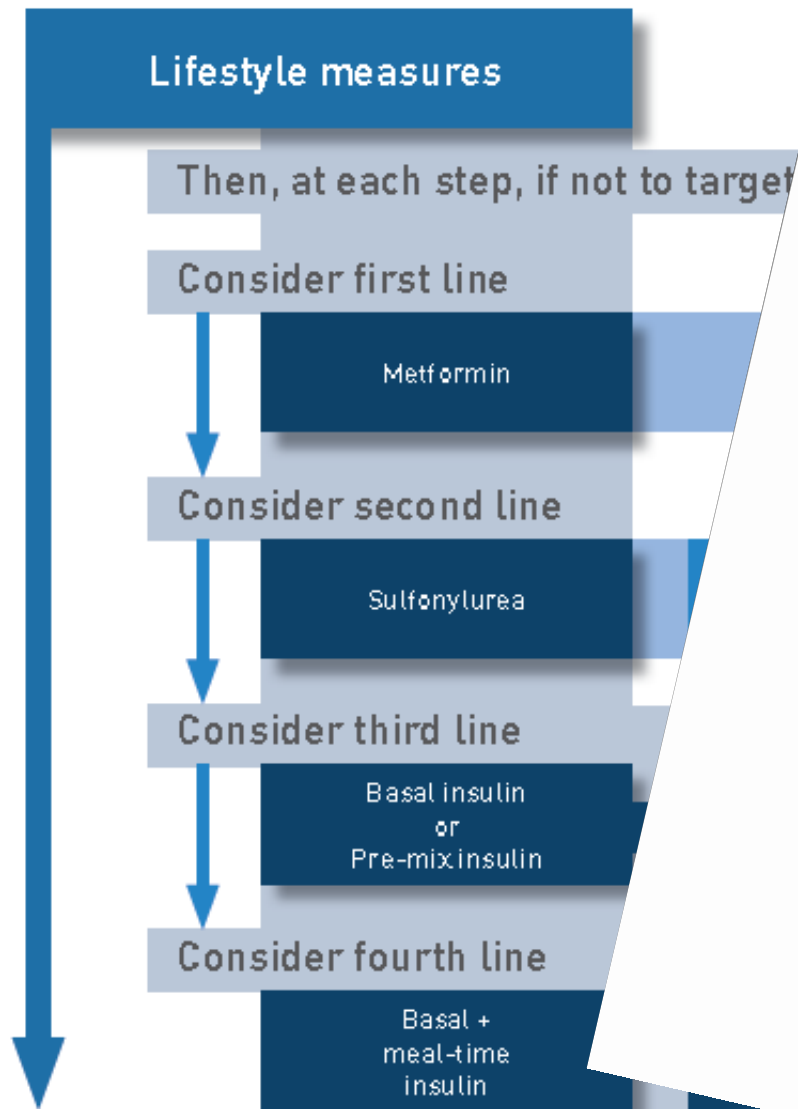 Lifestyle measures
Then, at each step, if not to target
Consider first line
Metformin
Consider second line
Sulfonylurea
Consider third line
Basal insulin
or
Pre-mix insulin
Consider fourth line
Basal +
meal-time
insulin